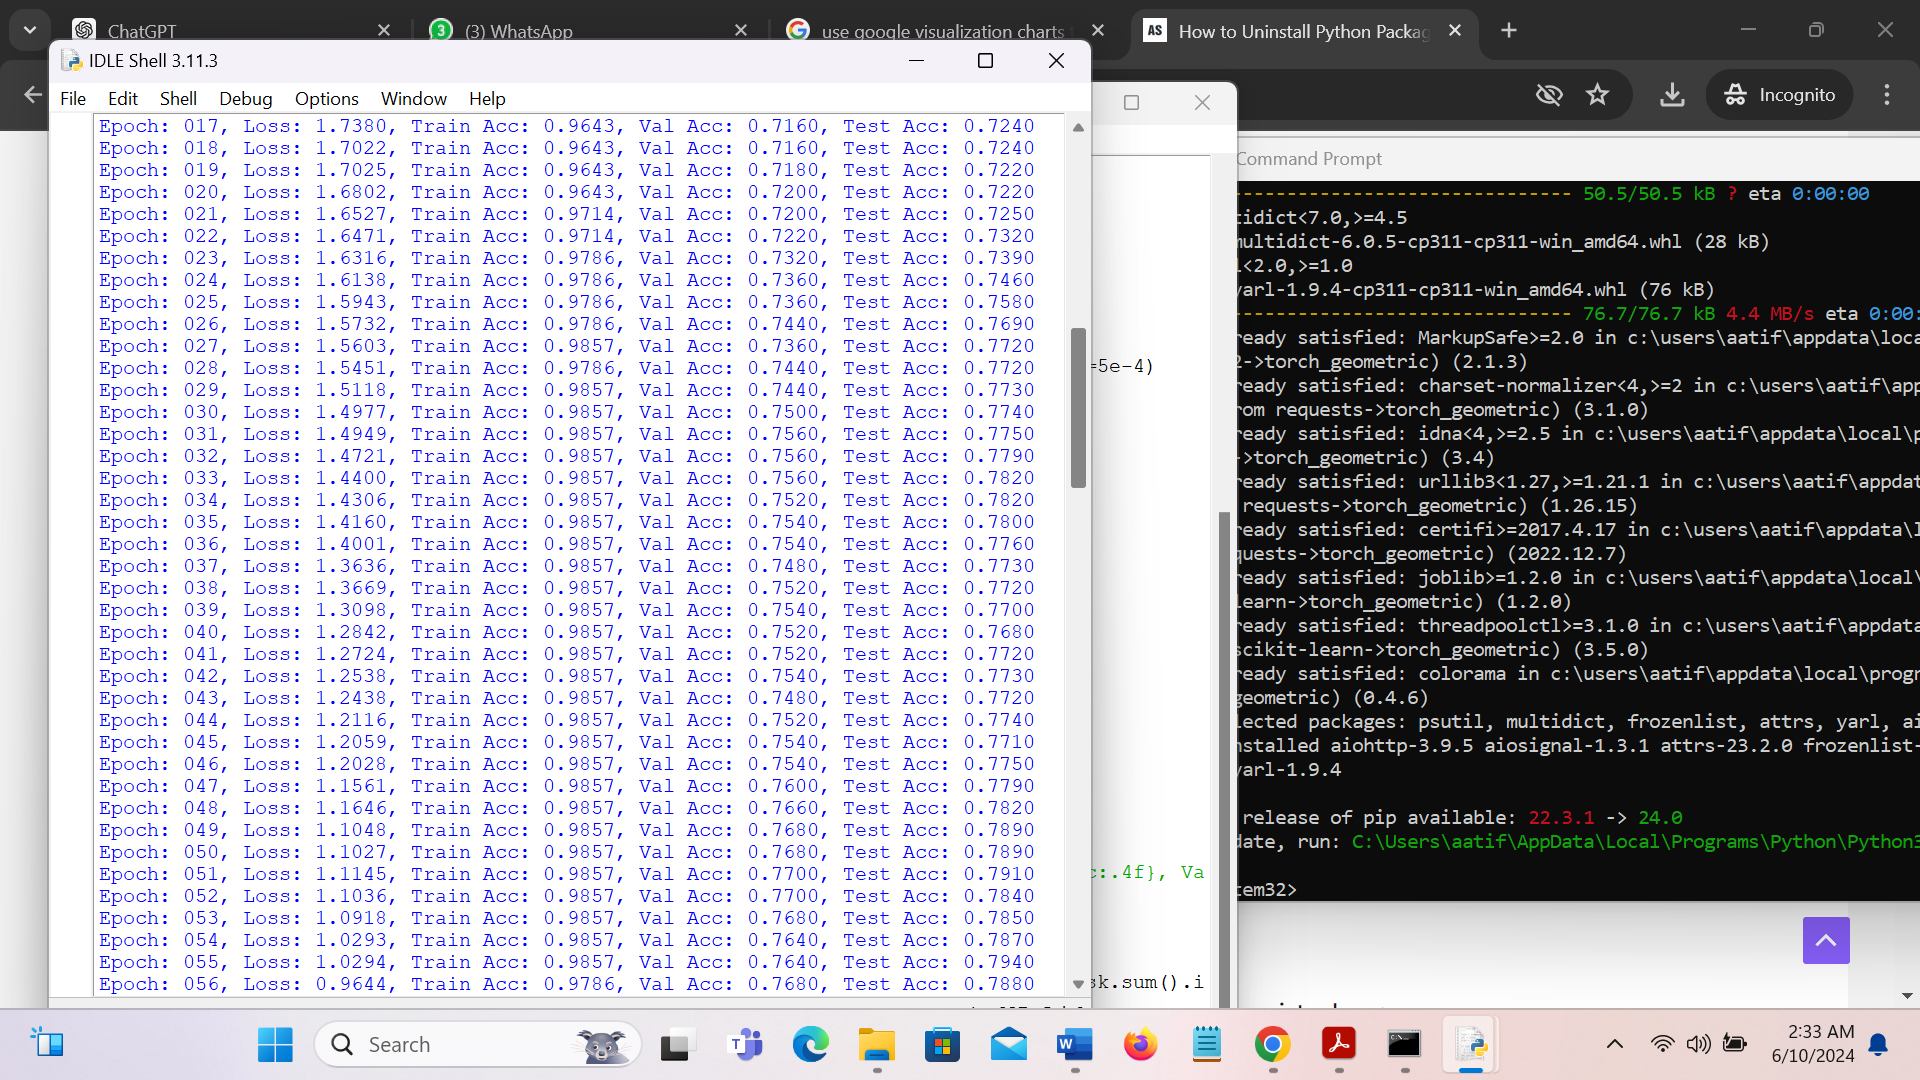 ChatGPT
(3) WhatsApp
use google visualization charts
AS How to Uninstall Python Packag
Incognito
IDLE Shell 3.11.3
File Edit Shell Debug Options Window Help
Epoch: 017, Loss: 1.7380, Train Acc: 0.9643, Val Acc: 0.7160, Test Acc: 0.7240
Epoch: 018, Loss: 1.7022, Train Acc: 0.9643, Val Acc: 0.7160, Test Acc: 0.7240
Epoch: 019, Loss: 1.7025, Train Acc: 0.9643, Val Acc: 0.7180, Test Acc: 0.7220
Epoch: 020, Loss: 1.6802, Train Acc: 0.9643, Val Acc: 0.7200, Test Acc: 0.7220
Epoch: 021, Loss: 1.6527, Train Acc: 0.9714, Val Acc: 0.7200, Test Acc: 0.7250
Epoch: 022, Loss: 1.6471, Train Acc: 0.9714, Val Acc: 0.7220, Test Acc: 0.7320
Epoch: 023, Loss: 1.6316, Train Acc: 0.9786, Val Acc: 0.7320, Test Acc: 0.7390
Epoch: 024, Loss: 1.6138, Train Acc: 0.9786, Val Acc: 0.7360, Test Acc: 0.7460
Epoch: 025, Loss: 1.5943, Train Acc: 0.9786, Val Acc: 0.7360, Test Acc: 0.7580
Epoch: 026, Loss: 1.5732, Train Acc: 0.9786, Val Acc: 0.7440, Test Acc: 0.7690
Epoch: 027, Loss: 1.5603, Train Acc: 0.9857, Val Acc: 0.7360, Test Acc: 0.7720
Epoch: 028, Loss: 1.5451, Train Acc: 0.9786, Val Acc: 0.7440, Test Acc: 0.7720
Epoch: 029, Loss: 1.5118, Train Acc: 0.9857, Val Acc: 0.7440, Test Acc: 0.7730
Epoch: 030, Loss: 1.4977, Train Acc: 0.9857, Val Acc: 0.7500, Test Acc: 0.7740
Epoch: 031, Loss: 1.4949, Train Acc: 0.9857, Val Acc: 0.7560, Test Acc: 0.7750
Epoch: 032, Loss: 1.4721, Train Acc: 0.9857, Val Acc: 0.7560, Test Acc: 0.7790
Epoch: 033, Loss: 1.4400, Train Acc: 0.9857, Val Acc: 0.7560, Test Acc: 0.7820
Epoch: 034, Loss: 1.4306, Train Acc: 0.9857, Val Acc: 0.7520, Test Acc: 0.7820
Epoch: 035, Loss: 1.4160, Train Acc: 0.9857, Val Acc: 0.7540, Test Acc: 0.7800
Epoch: 036, Loss: 1.4001, Train Acc: 0.9857, Val Acc: 0.7540, Test Acc: 0.7760
Epoch: 037, Loss: 1.3636, Train Acc: 0.9857, Val Acc: 0.7480, Test Acc: 0.7730
Epoch: 038, Loss: 1.3669, Train Acc: 0.9857, Val Acc: 0.7520, Test Acc: 0.7720
Epoch: 039, Loss: 1.3098, Train Acc: 0.9857, Val Acc: 0.7540, Test Acc: 0.7700
Epoch: 040, Loss: 1.2842, Train Acc: 0.9857, Val Acc: 0.7520, Test Acc: 0.7680
Epoch: 041, Loss: 1.2724, Train Acc: 0.9857, Val Acc: 0.7520, Test Acc: 0.7720
Epoch: 042, Loss: 1.2538, Train Acc: 0.9857, Val Acc: 0.7540, Test Acc: 0.7730
Epoch: 043, Loss: 1.2438, Train Acc: 0.9857, Val Acc: 0.7480, Test Acc: 0.7720
Epoch: 044, Loss: 1.2116, Train Acc: 0.9857, Val Acc: 0.7520, Test Acc: 0.7740
Epoch: 045, Loss: 1.2059, Train Acc: 0.9857, Val Acc: 0.7540, Test Acc: 0.7710
Epoch: 046, Loss: 1.2028, Train Acc: 0.9857, Val Acc: 0.7540, Test Acc: 0.7750
Epoch: 047, Loss: 1.1561, Train Acc: 0.9857, Val Acc: 0.7600, Test Acc: 0.7790
Epoch: 048, Loss: 1.1646, Train Acc: 0.9857, Val Acc: 0.7660, Test Acc: 0.7820
Epoch: 049, Loss: 1.1048, Train Acc: 0.9857, Val Acc: 0.7680, Test Acc: 0.7890
Epoch: 050, Loss: 1.1027, Train Acc: 0.9857, Val Acc: 0.7680, Test Acc: 0.7890
Epoch: 051, Loss: 1.1145, Train Acc: 0.9857, Val Acc: 0.7700, Test Acc: 0.7910
Epoch: 052, Loss: 1.1036, Train Acc: 0.9857, Val Acc: 0.7700, Test Acc: 0.7840
Epoch: 053, Loss: 1.0918, Train Acc: 0.9857, Val Acc: 0.7680, Test Acc: 0.7850
Epoch: 054, Loss: 1.0293, Train Acc: 0.9857, Val Acc: 0.7640, Test Acc: 0.7870
Epoch: 055, Loss: 1.0294, Train Acc: 0.9857, Val Acc: 0.7640, Test Acc: 0.7940
Epoch: 056, Loss: 0.9644, Train Acc: 0.9786, Val Acc: 0.7680, Test Acc: 0.7880
=5e-4)
c:.4f}, Va
sk.sum().i
Command Prompt
---------------------------- 50.5/50.5 kB ? eta 0:00:00
tidict<7.0,>=4.5
multidict-6.0.5-cp311-cp311-win_amd64.whl (28 kB)
l<2.0,>=1.0
yarl-1.9.4-cp311-cp311-win_amd64.whl (76 kB)
---------------------------- 76.7/76.7 kB 4.4 MB/s eta 0:00:
ready satisfied: MarkupSafe>=2.0 in c:\users\aatif\appdata\loca
2->torch_geometric) (2.1.3)
ready satisfied: charset-normalizer<4,>=2 in c:\users\aatif\app
rom requests->torch_geometric) (3.1.0)
ready satisfied: idna<4,>=2.5 in c:\users\aatif\appdata\local\p
->torch_geometric) (3.4)
ready satisfied: urllib3<1.27,>=1.21.1 in c:\users\aatif\appdat
requests->torch_geometric) (1.26.15)
ready satisfied: certifi>=2017.4.17 in c:\users\aatif\appdata\l
quests->torch_geometric) (2022.12.7)
ready satisfied: joblib>=1.2.0 in c:\users\aatif\appdata\local\
learn->torch_geometric) (1.2.0)
ready satisfied: threadpoolctl>=3.1.0 in c:\users\aatif\appdata
scikit-learn->torch_geometric) (3.5.0)
ready satisfied: colorama in c:\users\aatif\appdata\local\progr
geometric) (0.4.6)
lected packages: psutil, multidict, frozenlist, attrs, yarl, ai
nstalled aiohttp-3.9.5 aiosignal-1.3.1 attrs-23.2.0 frozenlist-
yarl-1.9.4
release of pip available: 22.3.1 -> 24.0
date, run: C:\Users\aatif\AppData\Local\Programs\Python\Python3
tem32>
Search
2:33 AM
6/10/2024